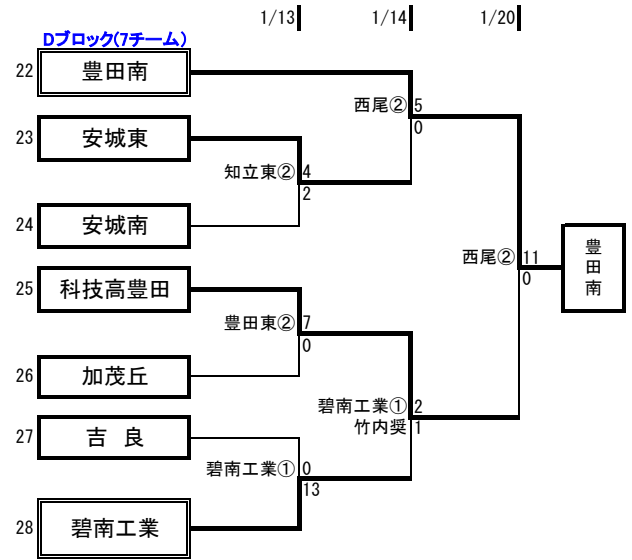 1/13 1/14 1/20
Dブロック(7チーム)
22 豊田南
西尾② 5
0
23 安城東
知立東② 4
2
24 安城南
西尾② 11
0
豊田南
25 科技高豊田
豊田東② 7
0
26 加茂丘
碧南工業① 2
竹内奨 1
27 吉 良
碧南工業① 0
13
28 碧南工業